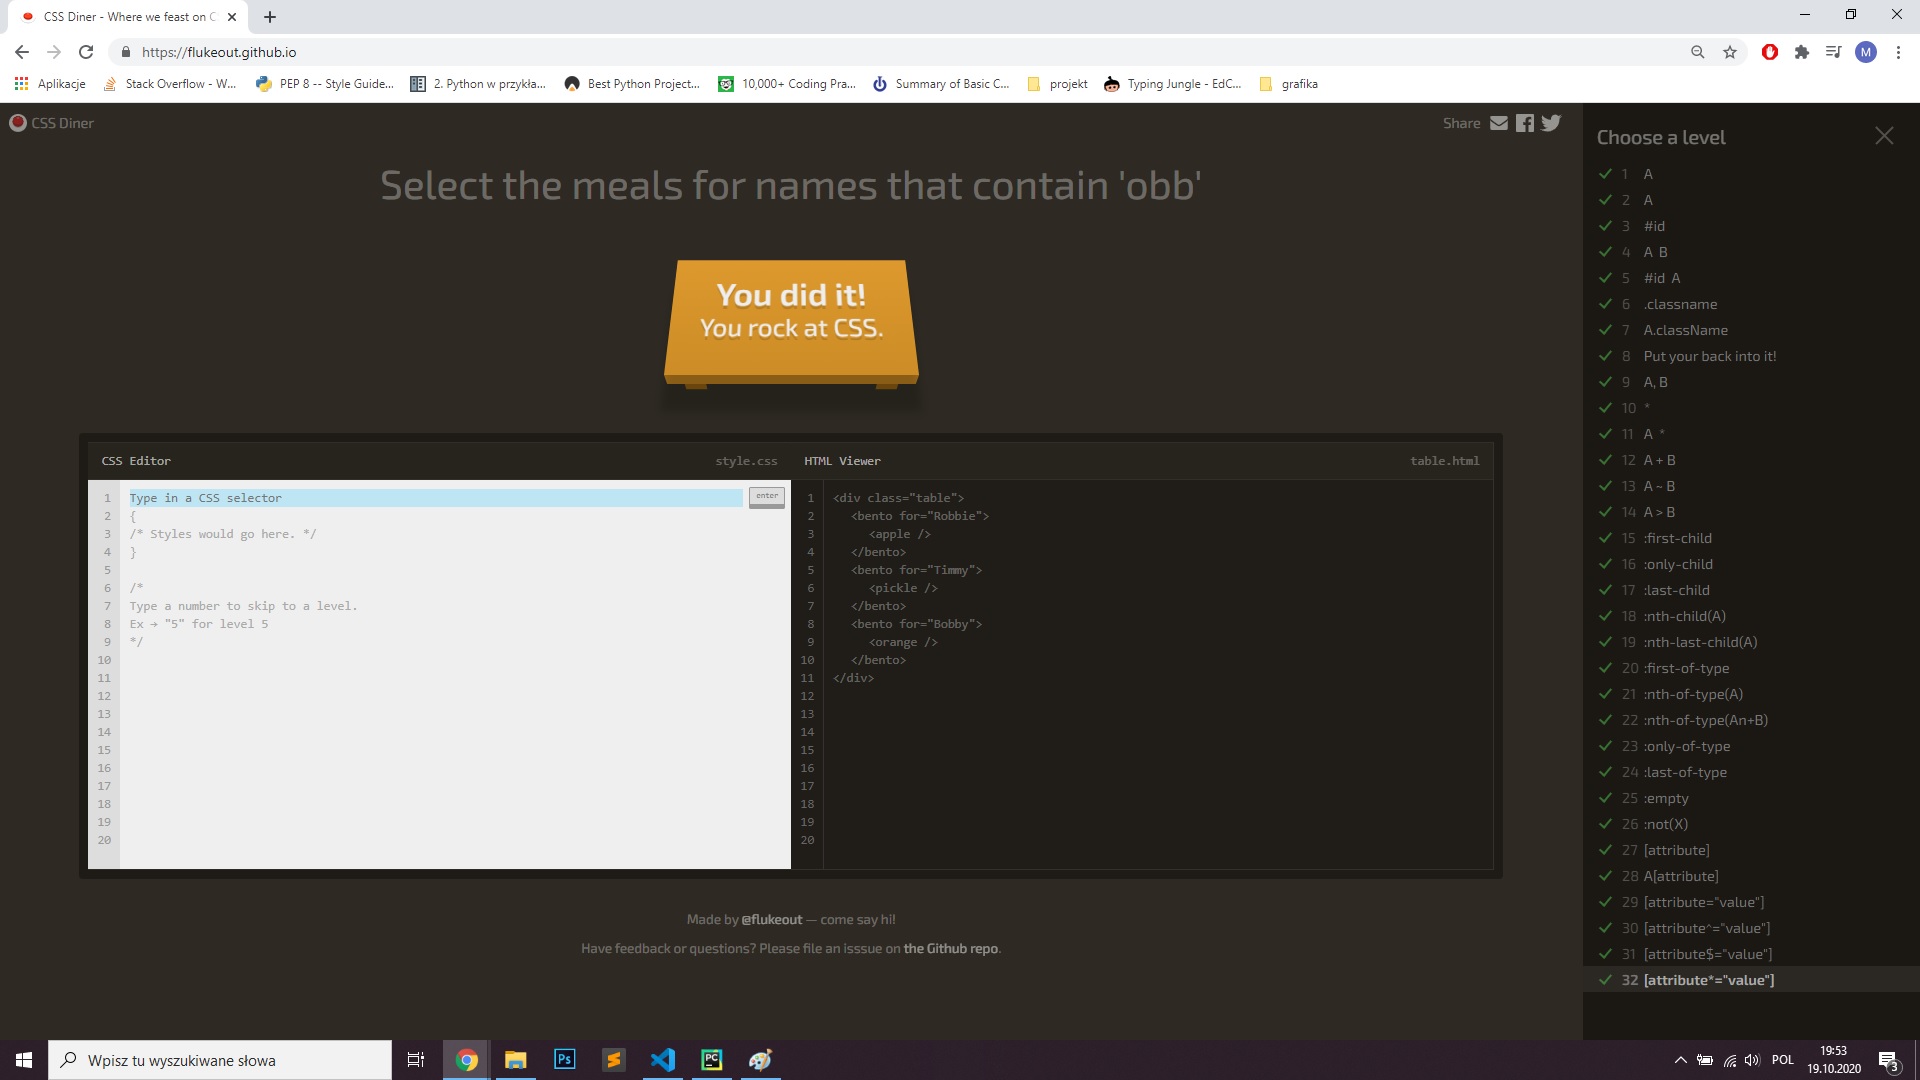 CSS Diner - Where we feast on C
https://flukeout.github.io
M
Aplikacje
Stack Overflow - W...
PEP 8 -- Style Guide...
2. Python w przykła...
Best Python Project...
10,000+ Coding Pra...
Summary of Basic C...
projekt
Typing Jungle - EdC...
grafika
CSS Diner
Share
Select the meals for names that contain 'obb'
You did it!
You rock at CSS.
CSS Editor
style.css
1 Type in a CSS selector
enter
2 {
3 /* Styles would go here. */
4 }
5
6 /*
7 Type a number to skip to a level.
8 Ex → "5" for level 5
9 */
10
11
12
13
14
15
16
17
18
19
20
HTML Viewer
table.html
1 <div class="table">
2 <bento for="Robbie">
3 <apple />
4 </bento>
5 <bento for="Timmy">
6 <pickle />
7 </bento>
8 <bento for="Bobby">
9 <orange />
10 </bento>
11 </div>
12
13
14
15
16
17
18
19
20
Made by @flukeout — come say hi!
Have feedback or questions? Please file an isssue on the Github repo.
Choose a level
1 A
2 A
3 #id
4 A B
5 #id A
6 .classname
7 A.className
8 Put your back into it!
9 A, B
10 *
11 A *
12 A + B
13 A ~ B
14 A > B
15 :first-child
16 :only-child
17 :last-child
18 :nth-child(A)
19 :nth-last-child(A)
20 :first-of-type
21 :nth-of-type(A)
22 :nth-of-type(An+B)
23 :only-of-type
24 :last-of-type
25 :empty
26 :not(X)
27 [attribute]
28 A[attribute]
29 [attribute="value"]
30 [attribute^="value"]
31 [attribute$="value"]
32 [attribute*="value"]
Wpisz tu wyszukiwane słowa
Ps
PC
POL
19:53
19.10.2020
3